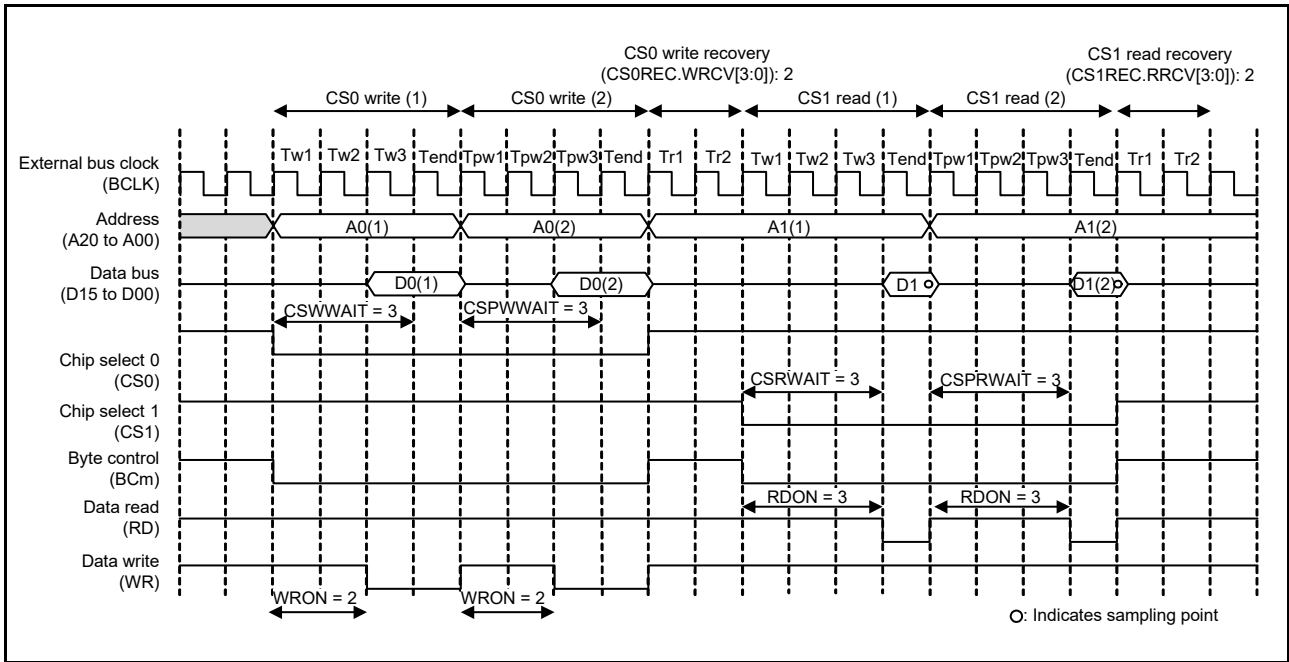 CS0 write recovery
(CS0REC.WRCV[3:0]): 2
CS1 read recovery
(CS1REC.RRCV[3:0]): 2
CS0 write (1) CS0 write (2) CS1 read (1) CS1 read (2)
Tw1 Tw2 Tw3 Tend Tpw1 Tpw2 Tpw3 Tend Tr1 Tr2 Tw1 Tw2 Tw3 Tend Tpw1 Tpw2 Tpw3 Tend Tr1 Tr2
External bus clock
(BCLK)
Address
(A20 to A00)
A0(1) A0(2) A1(1) A1(2)
Data bus
(D15 to D00)
D0(1) D0(2) D1 D1(2)
CSWWAIT = 3 CSPWWAIT = 3
Chip select 0
(CS0)
CSRWAIT = 3 CSPRWAIT = 3
Chip select 1
(CS1)
Byte control
(BCm)
RDON = 3 RDON = 3
Data read
(RD)
Data write
(WR)
WRON = 2 WRON = 2
O: Indicates sampling point